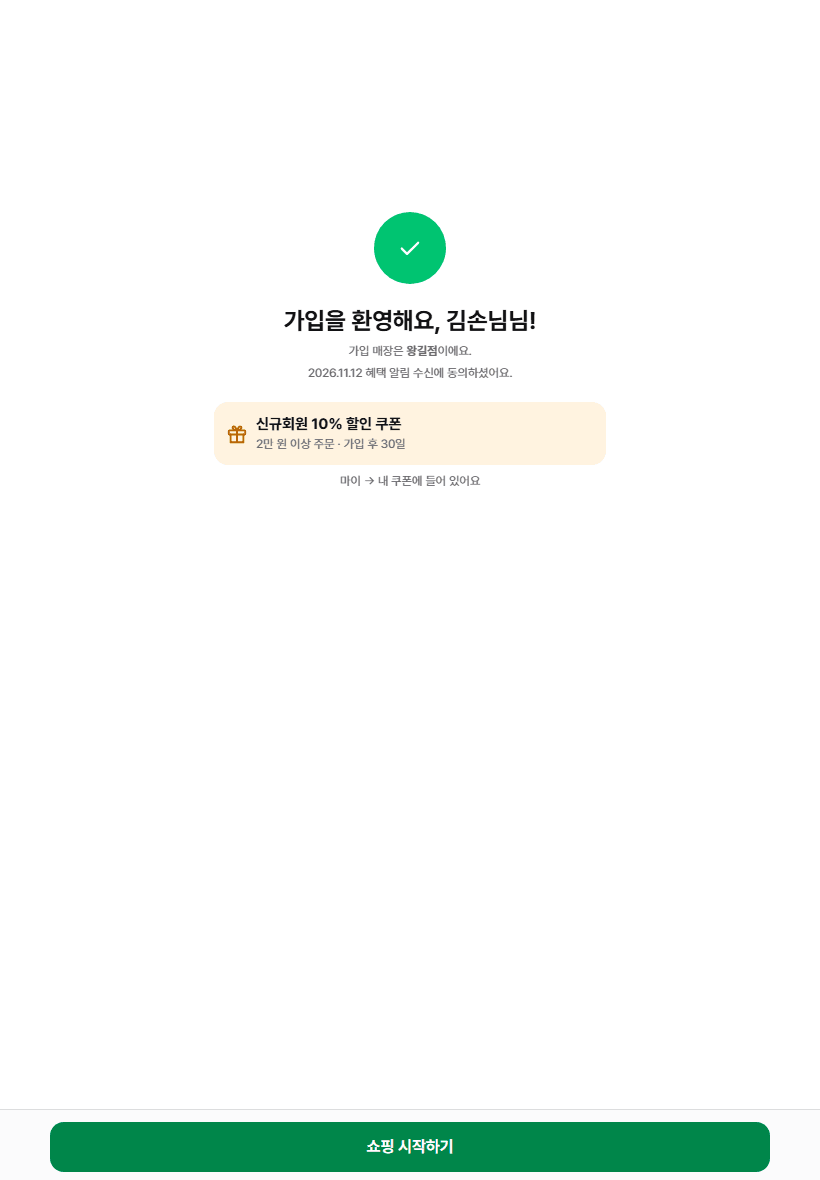 가입을 환영해요, 김손님님!
가입 매장은 왕길점이에요.
2026.11.12 혜택 알림 수신에 동의하셨어요.
신규회원 10% 할인 쿠폰
2만 원 이상 주문 · 가입 후 30일
마이 → 내 쿠폰에 들어 있어요
쇼핑 시작하기